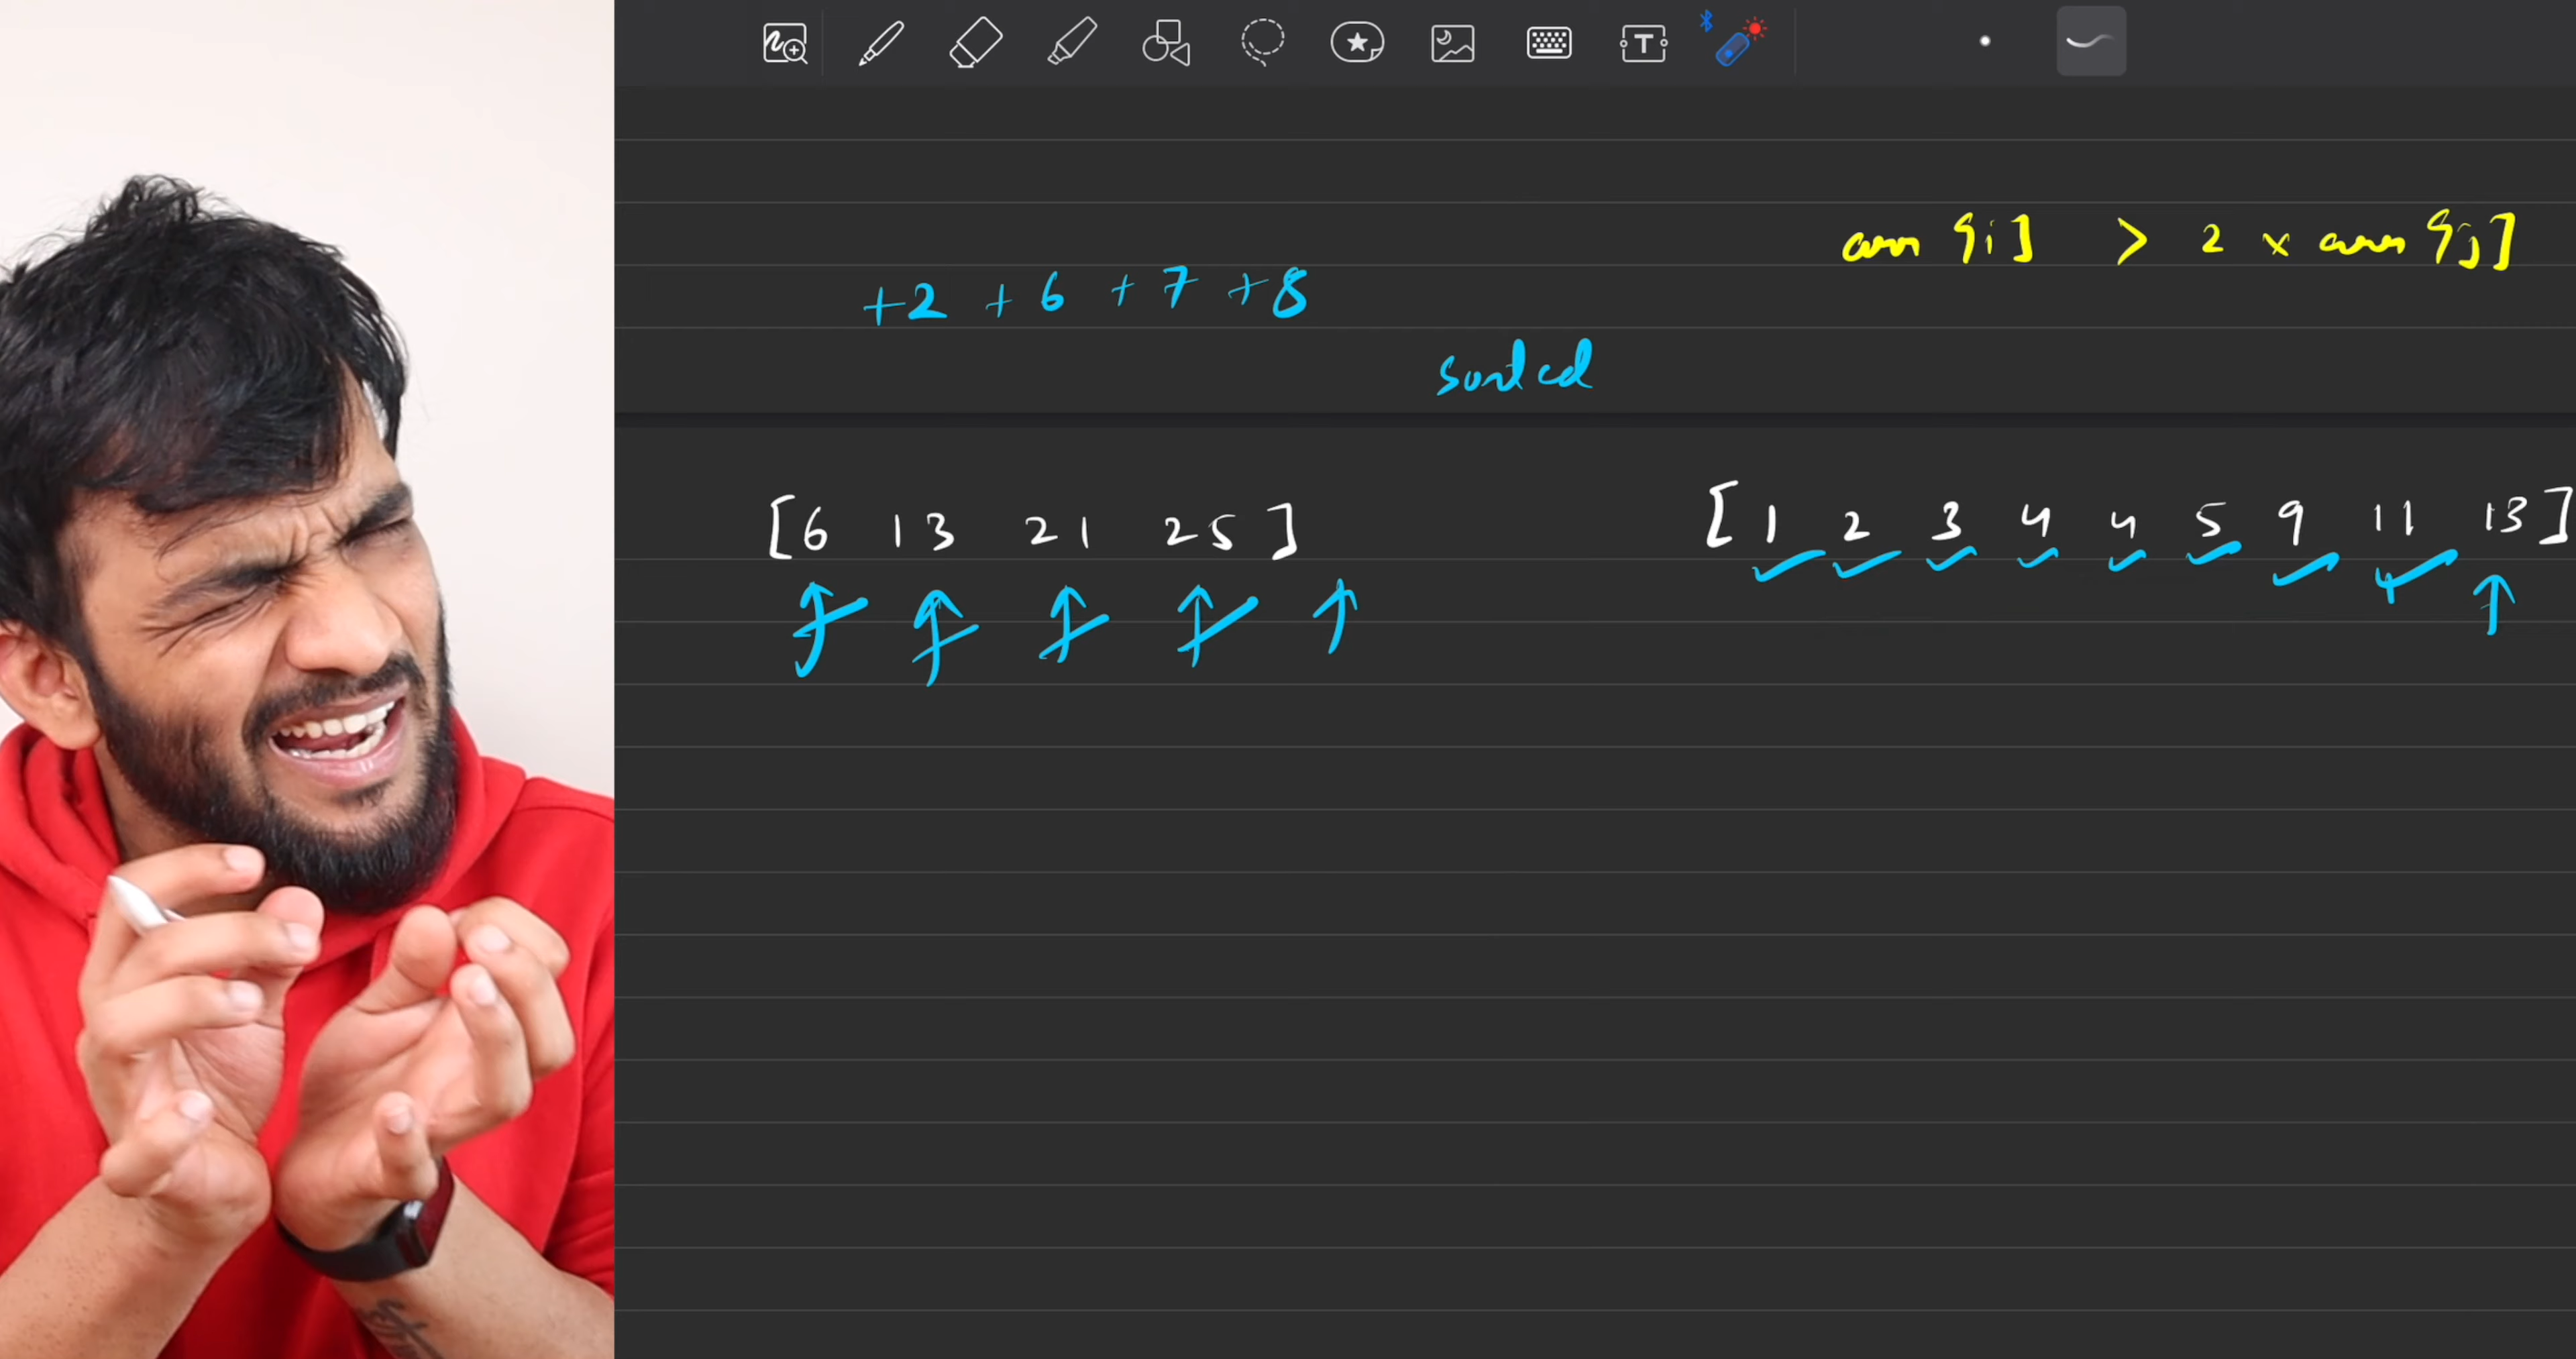 arr[i] > 2 x arr[j]
+2 + 6 + 7 +8
sorted
[6 13 21 25]
[1 2 3 4 4 5 9 11 13]